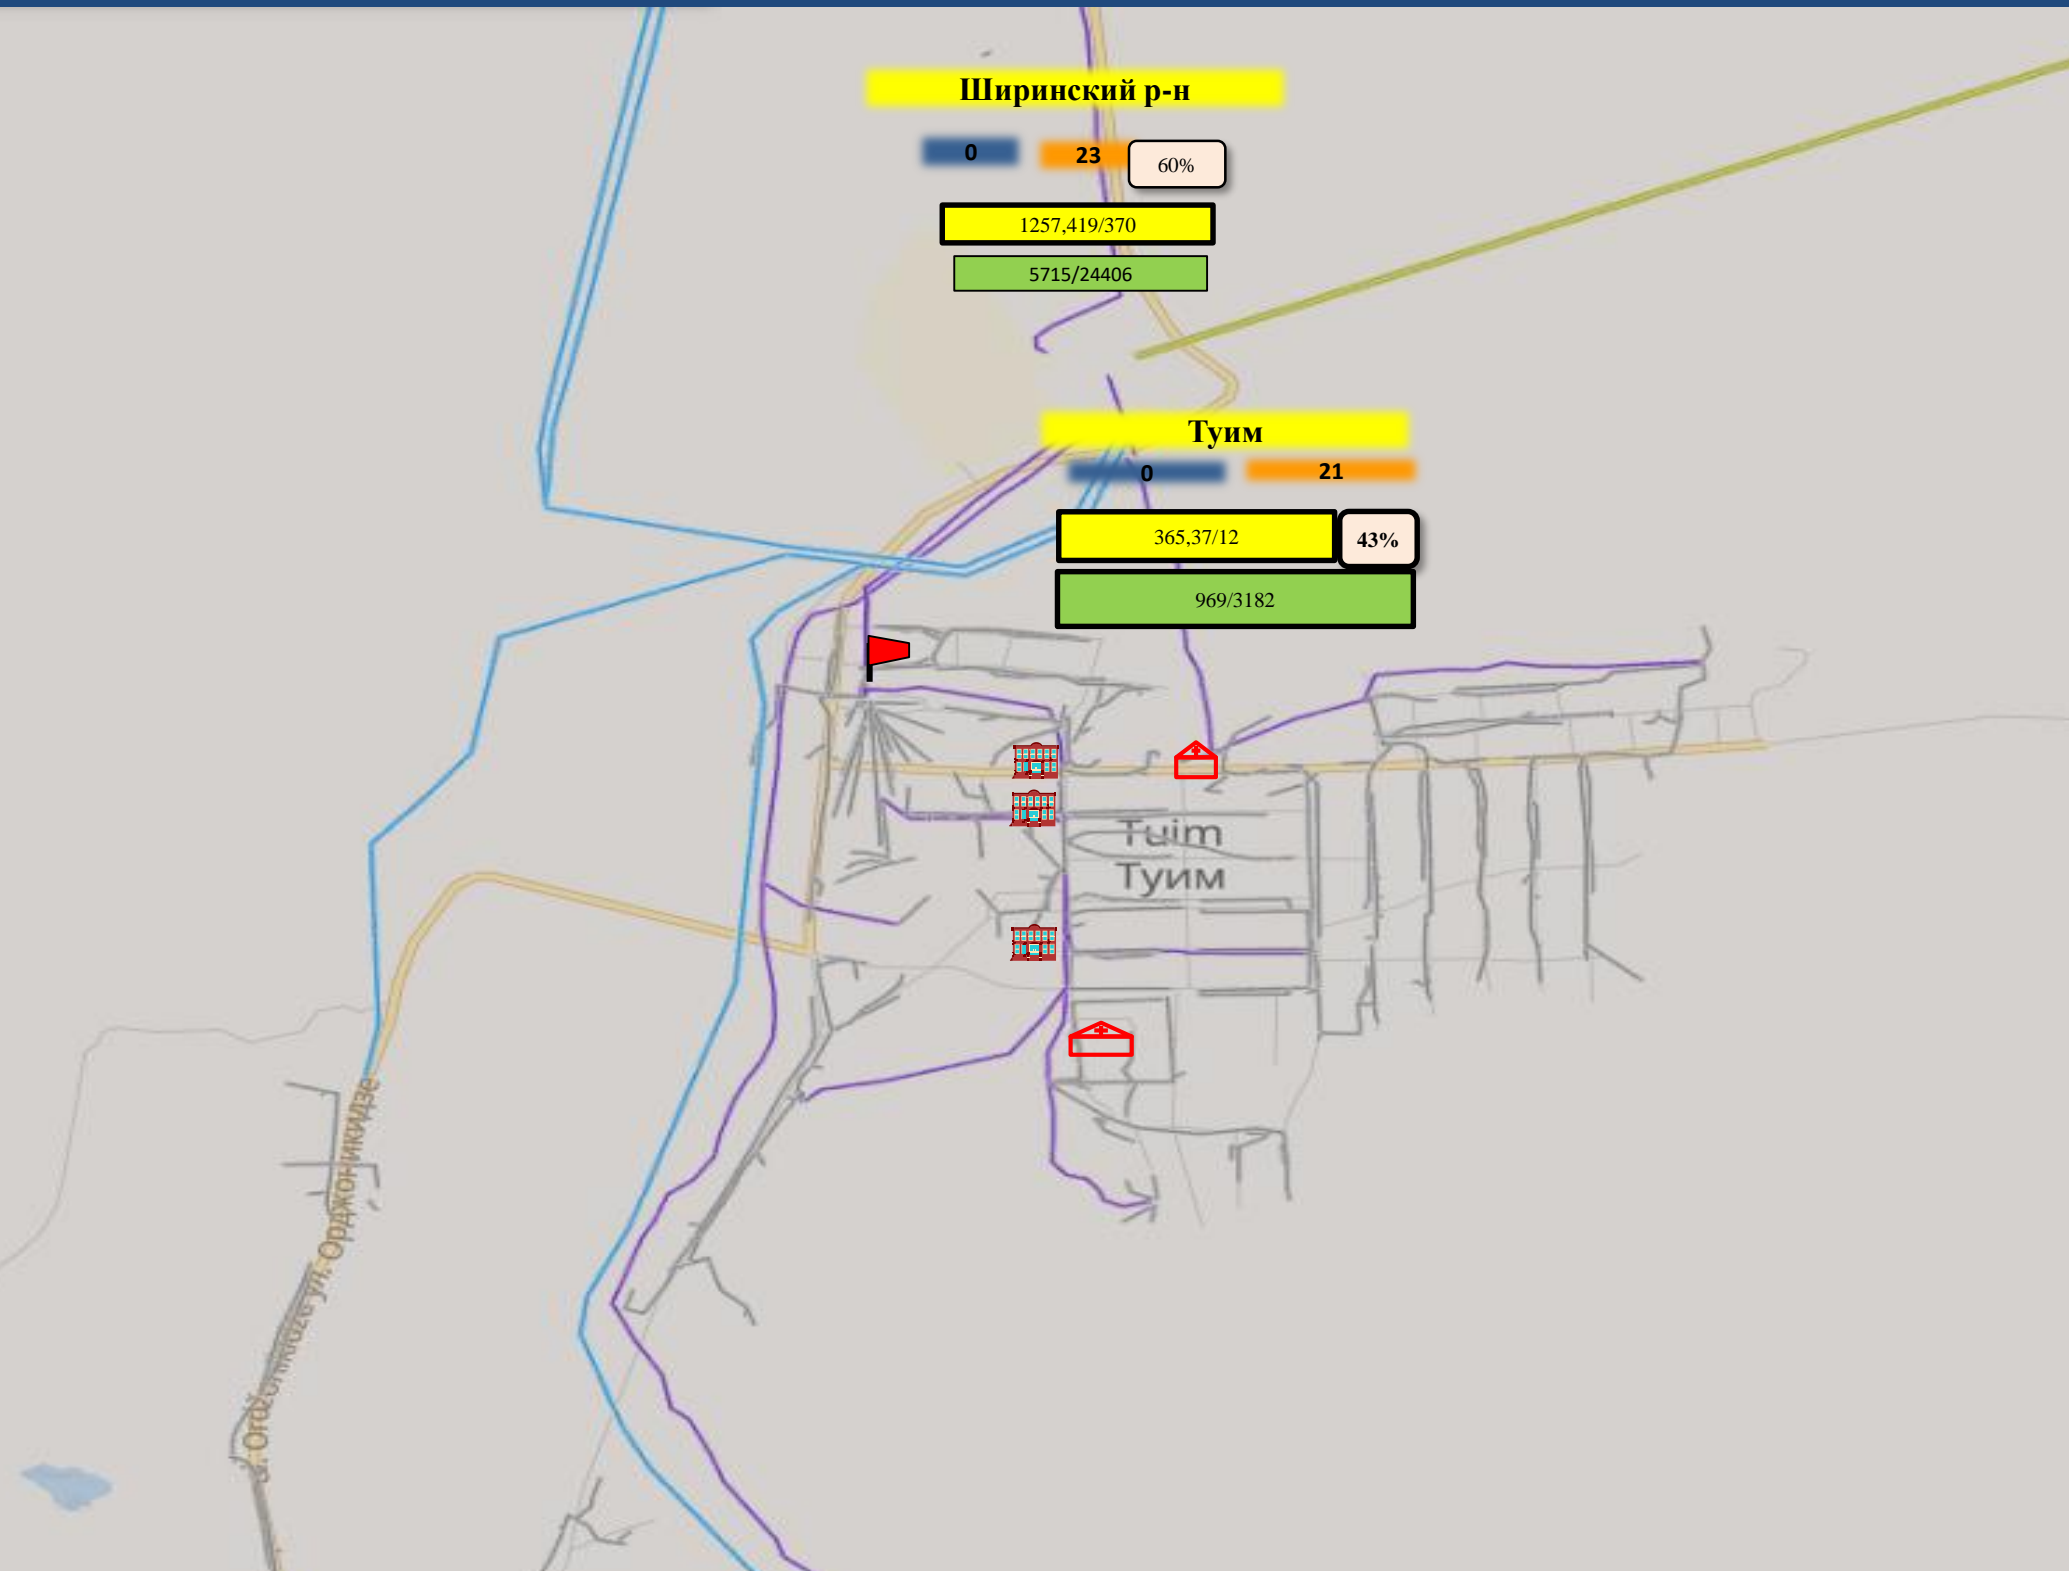 Ширинский р-н
0
23
60%
1257,419/370
5715/24406
Туим
0
21
365,37/12
43%
969/3182
Tuim
Туим
u. Ordžonikidze ул. Орджоникидзе